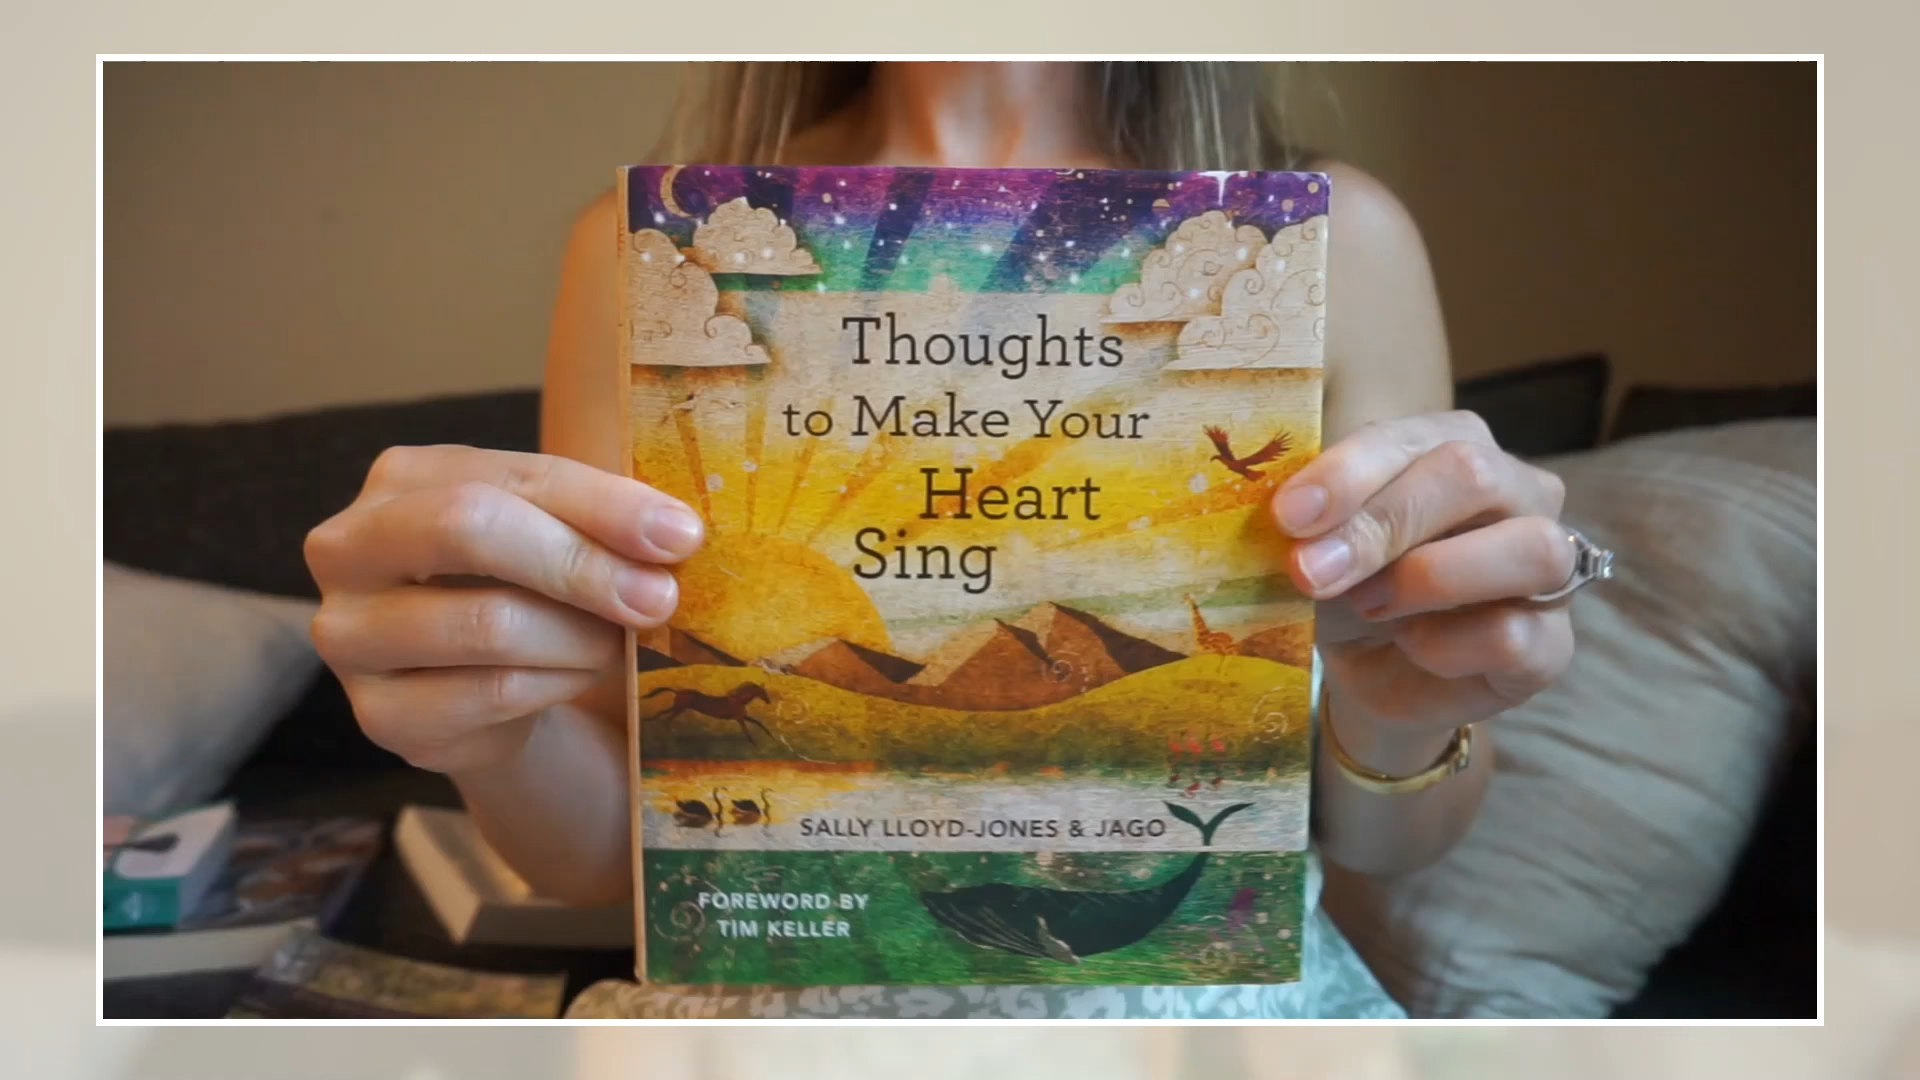 Thoughts
to Make Your
Heart
Sing
SALLY LLOYD-JONES & JAGO
FOREWORD BY
TIM KELLER